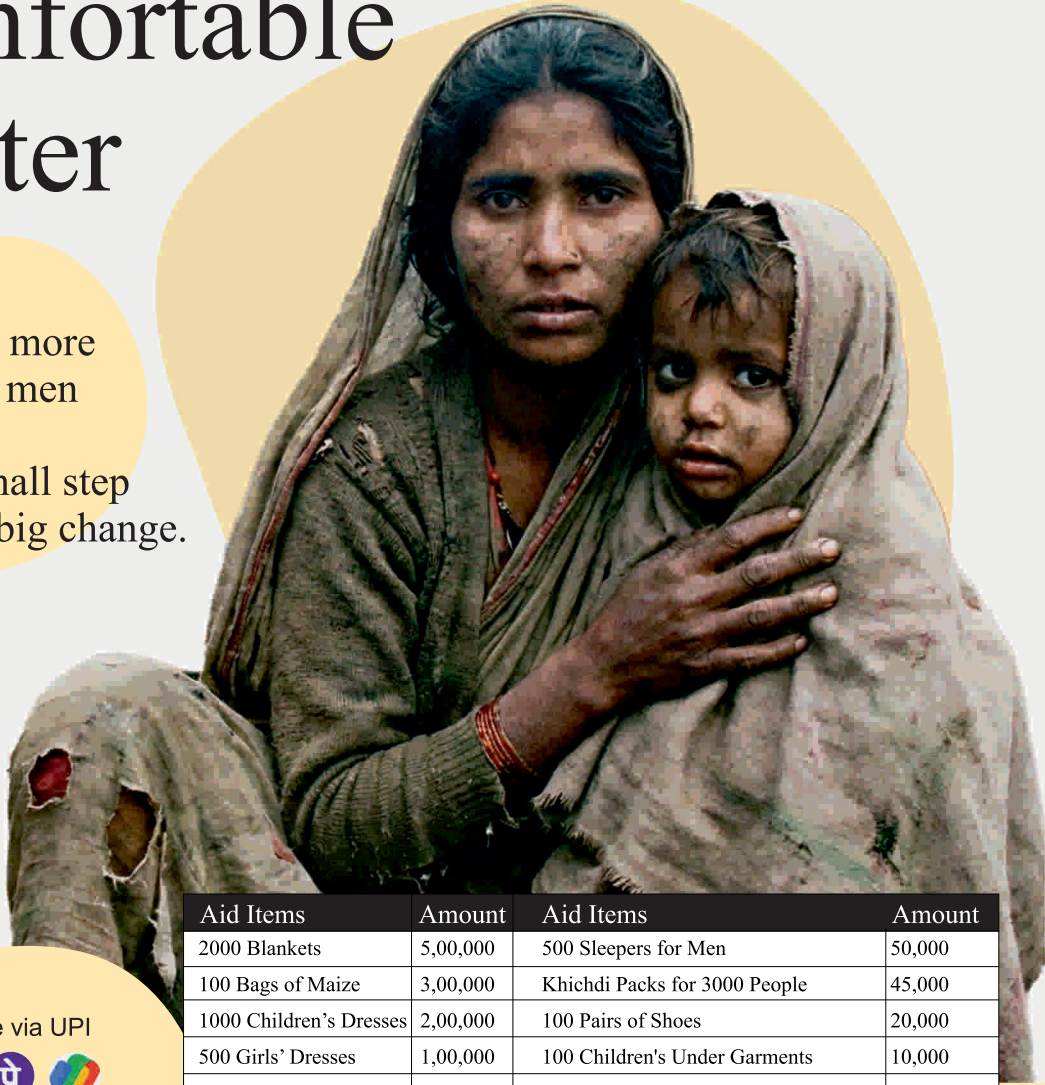 nfortable
ter
more
men
nall step
big change.
Aid Items Amount Aid Items Amount
2000 Blankets 5,00,000 500 Sleepers for Men 50,000
100 Bags of Maize 3,00,000 Khichdi Packs for 3000 People 45,000
1000 Children’s Dresses 2,00,000 100 Pairs of Shoes 20,000
500 Girls’ Dresses 1,00,000 100 Children's Under Garments 10,000
e via UPI
पे